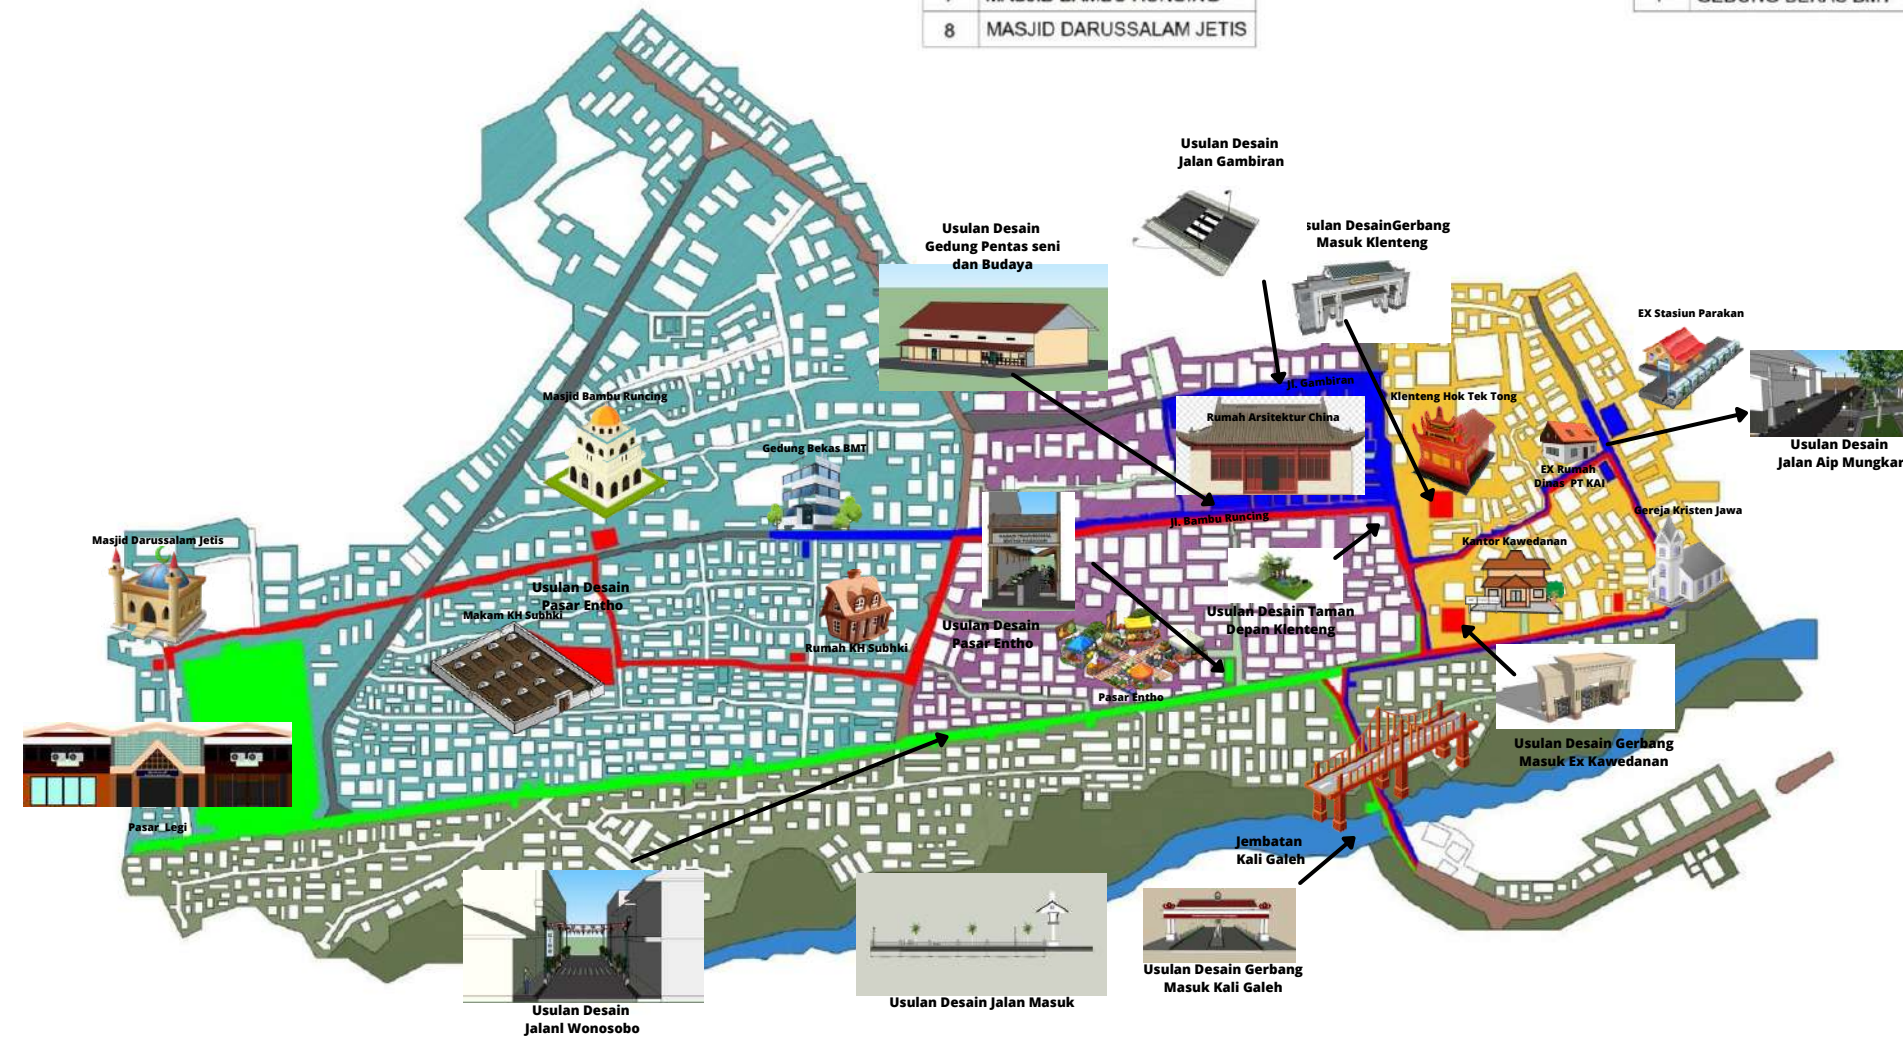 8 MASJID DARUSSALAM JETIS
Usulan Desain
Jalan Gambiran
sulan DesainGerbang
Masuk Klenteng
Usulan Desain
Gedung Pentas seni
dan Budaya
EX Stasiun Parakan
Jl. Gambiran
Masjid Bambu Runcing
Klenteng Hok Tek Tong
Rumah Arsitektur China
Usulan Desain
Jalan Aip Mungkar
Gedung Bekas BMT
EX Rumah
Dinas PT KAI
Jl. Bambu Runcing
Gereja Kristen Jawa
Masjid Darussalam Jetis
Kantor Kawedanan
Usulan Desain
Pasar Entho
Makam KH Subhki
Usulan Desain Taman
Depan Klenteng
Usulan Desain
Pasar Entho
Rumah KH Subhki
Pasar Entho
Usulan Desain Gerbang
Masuk Ex Kawedanan
Pasar Legi
Jembatan
Kali Galeh
Usulan Desain Gerbang
Masuk Kali Galeh
Usulan Desain Jalan Masuk
Usulan Desain
Jalanl Wonosobo